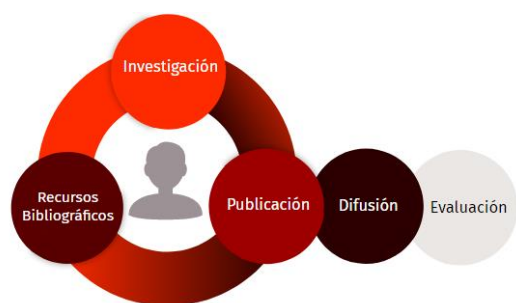 Investigación
Recursos
Bibliográficos
Publicación
Difusión
Evaluación